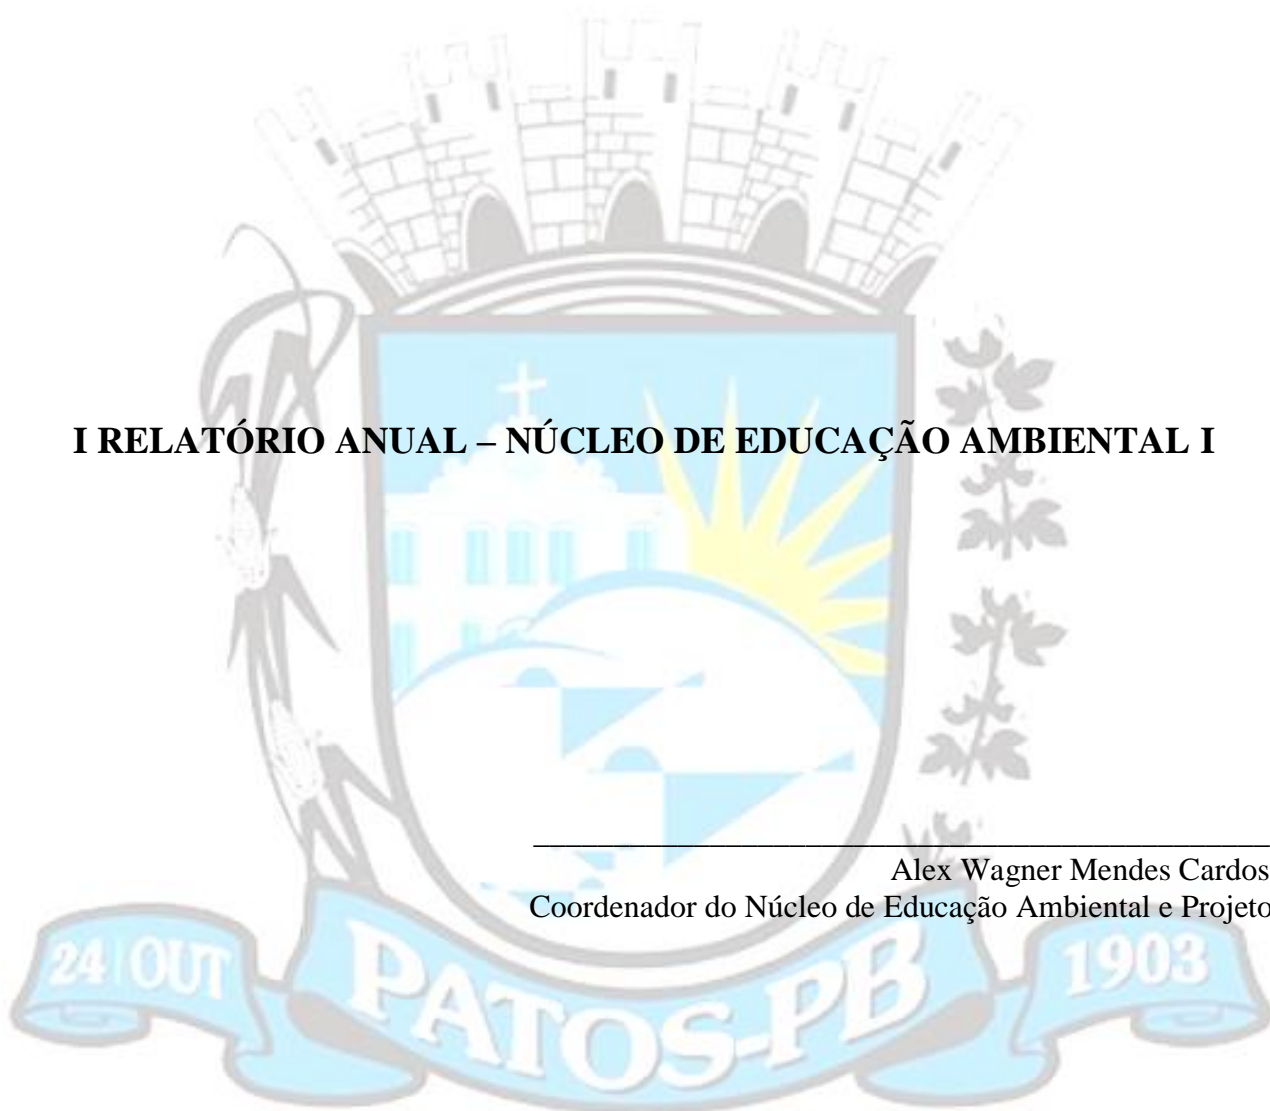 I RELATÓRIO ANUAL – NÚCLEO DE EDUCAÇÃO AMBIENTAL I
Alex Wagner Mendes Cardos
Coordenador do Núcleo de Educação Ambiental e Projeto
24 | OUT
PATOS-PB
1903